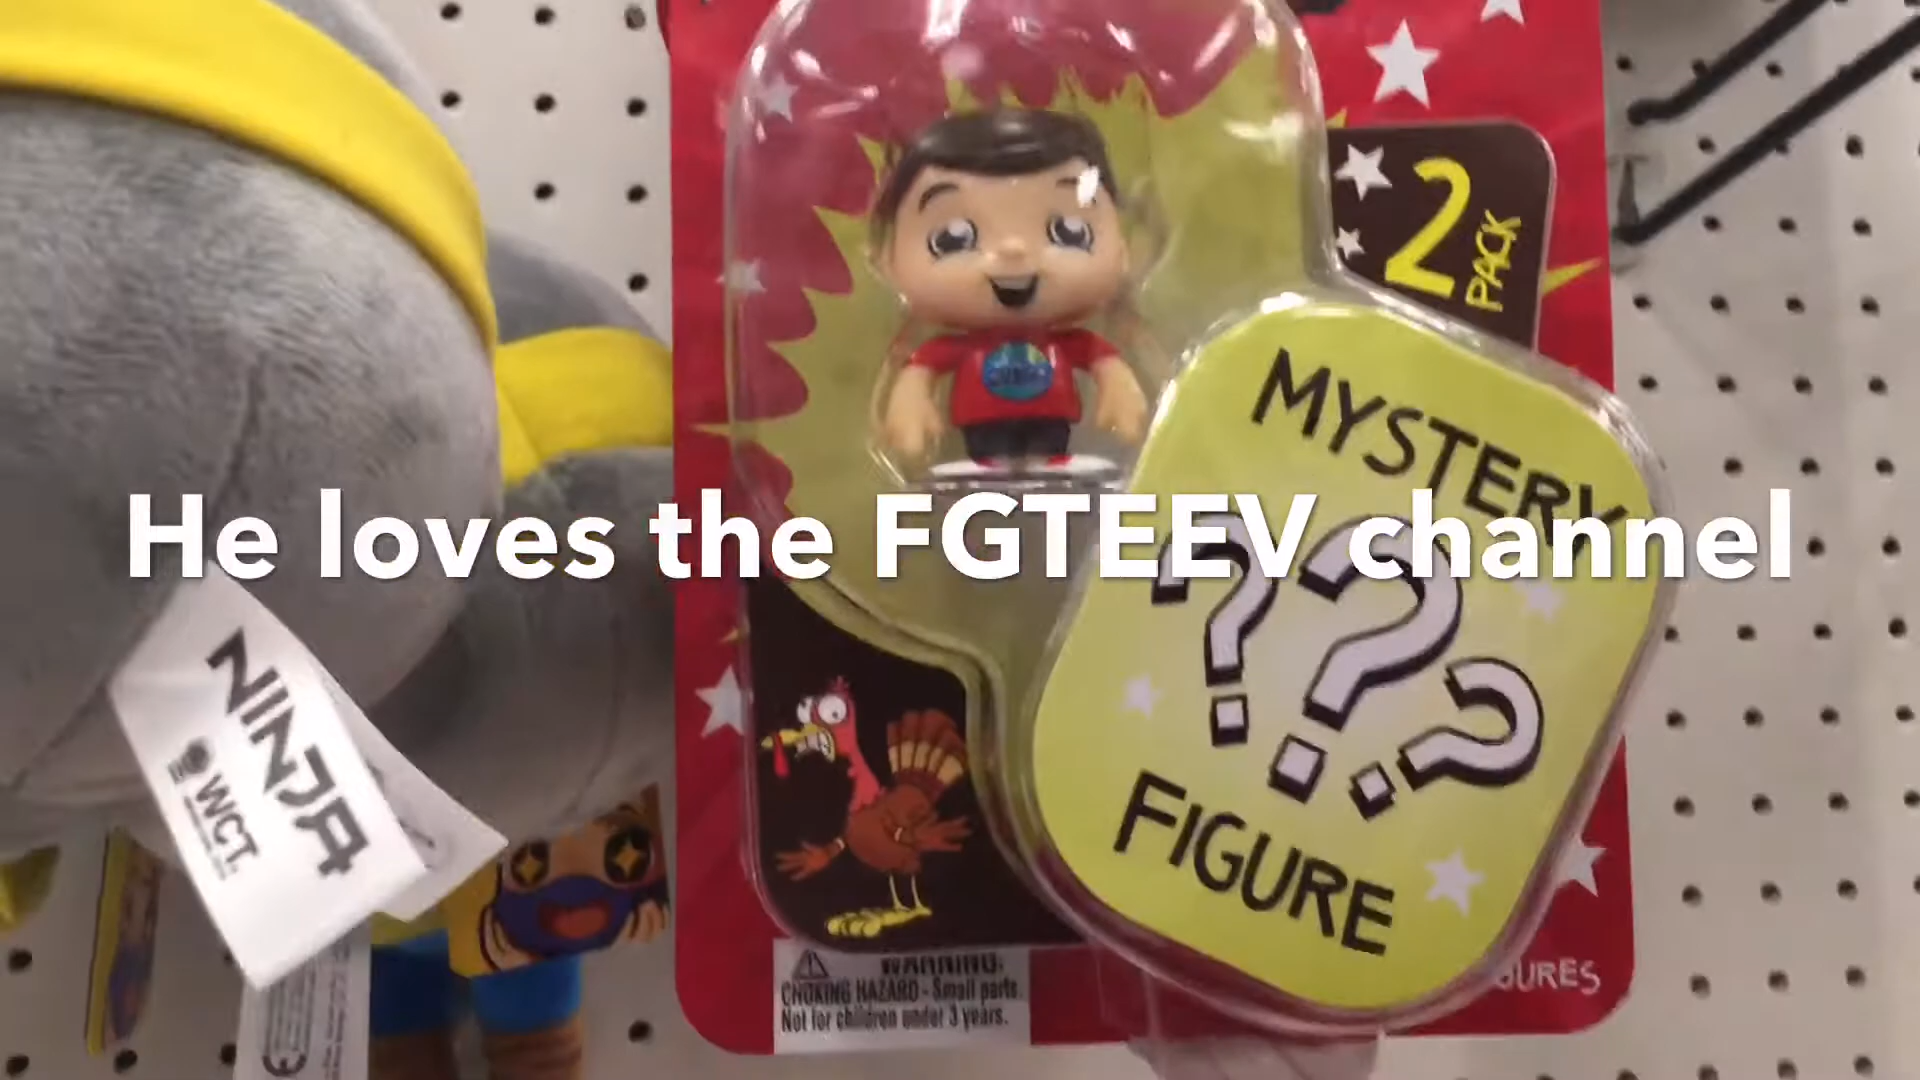 2
PACK
MYSTERY
He loves the FGTEEV channel
???
FIGURE
NINJA
WCT
WARNING:
CHOKING HAZARD - Small parts.
Not for children under 3 years.